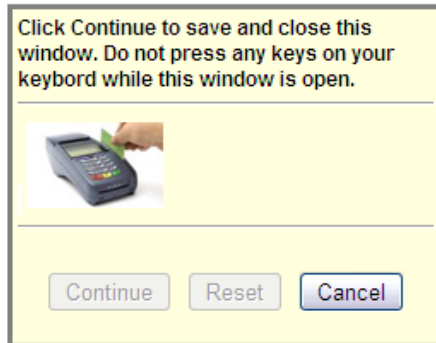 Click Continue to save and close this
window. Do not press any keys on your
keybord while this window is open.
Continue Reset Cancel